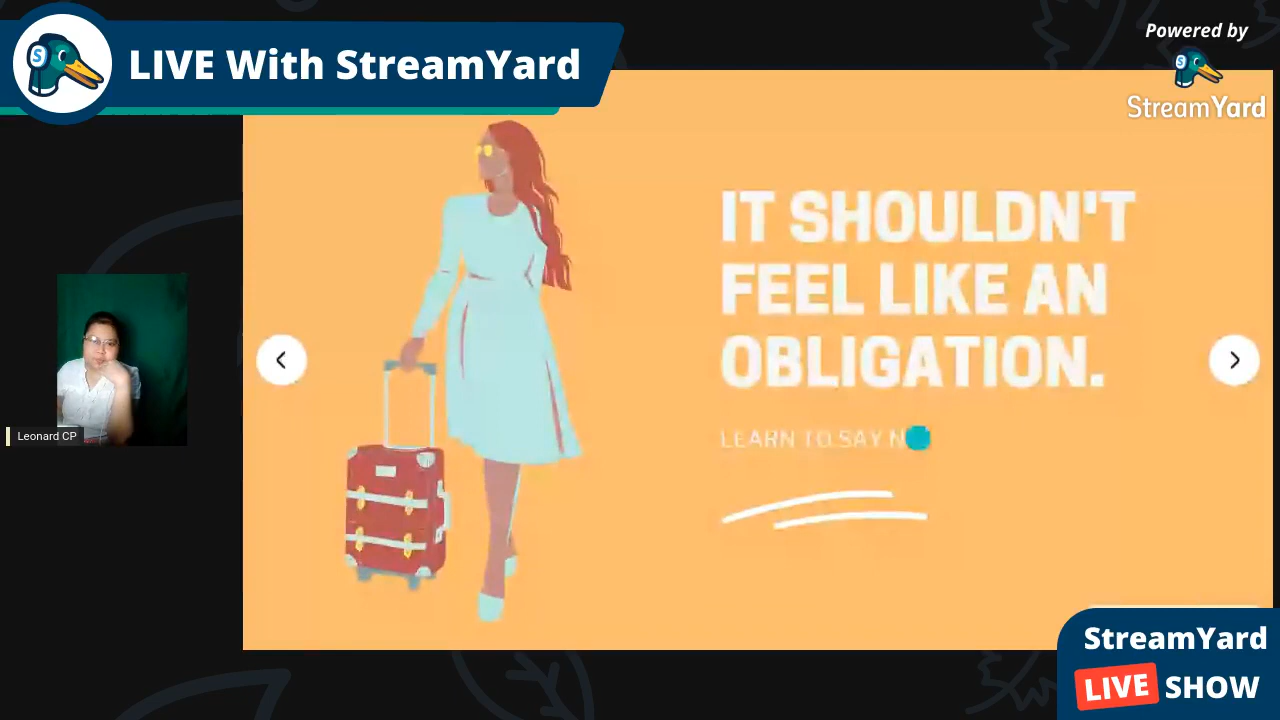 LIVE With StreamYard
Powered by
StreamYard
IT SHOULDN'T
FEEL LIKE AN
OBLIGATION.
LEARN TO SAY N
Leonard CP
StreamYard
LIVE SHOW